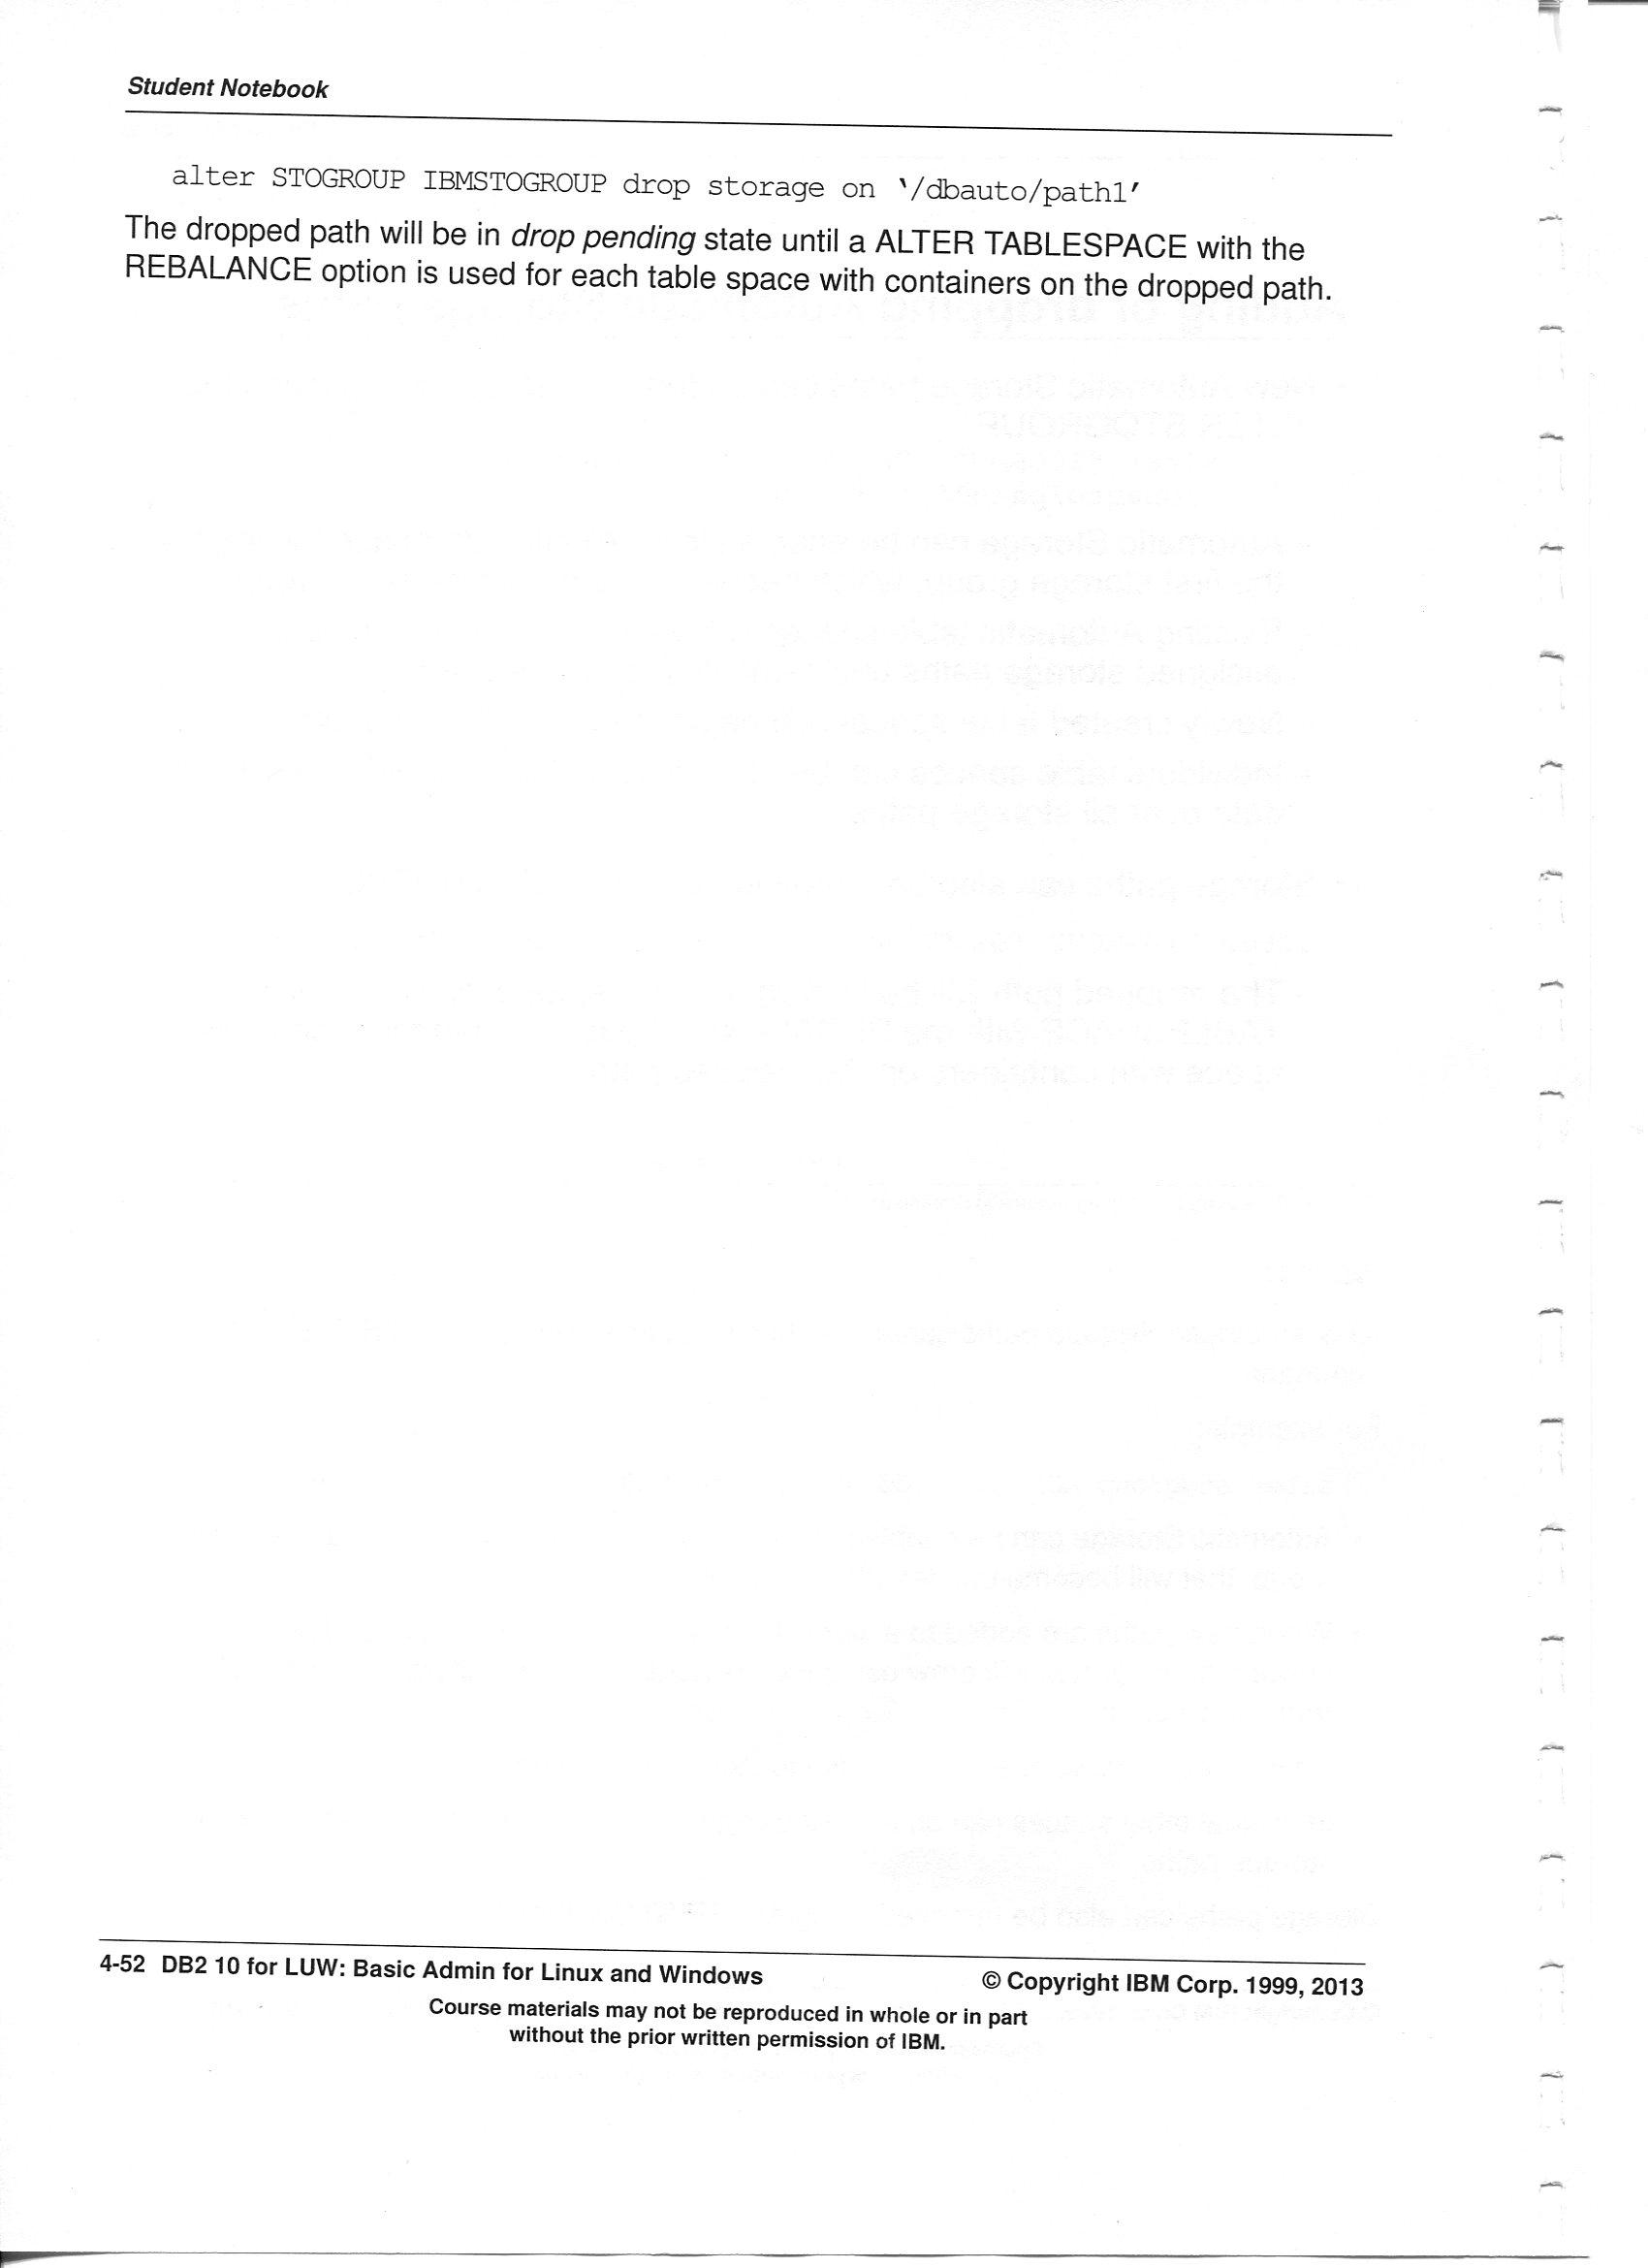 Student Notebook
alter STOGROUP IBMSTOGROUP drop storage on ‘/dbauto/path1’
The dropped path will be in drop pending state until a ALTER TABLESPACE with the
REBALANCE option is used for each table space with containers on the dropped path.
4-52 DB2 10 for LUW: Basic Admin for Linux and Windows © Copyright IBM Corp. 1999, 2013
Course materials may not be reproduced in whole or in part
without the prior written permission of IBM.